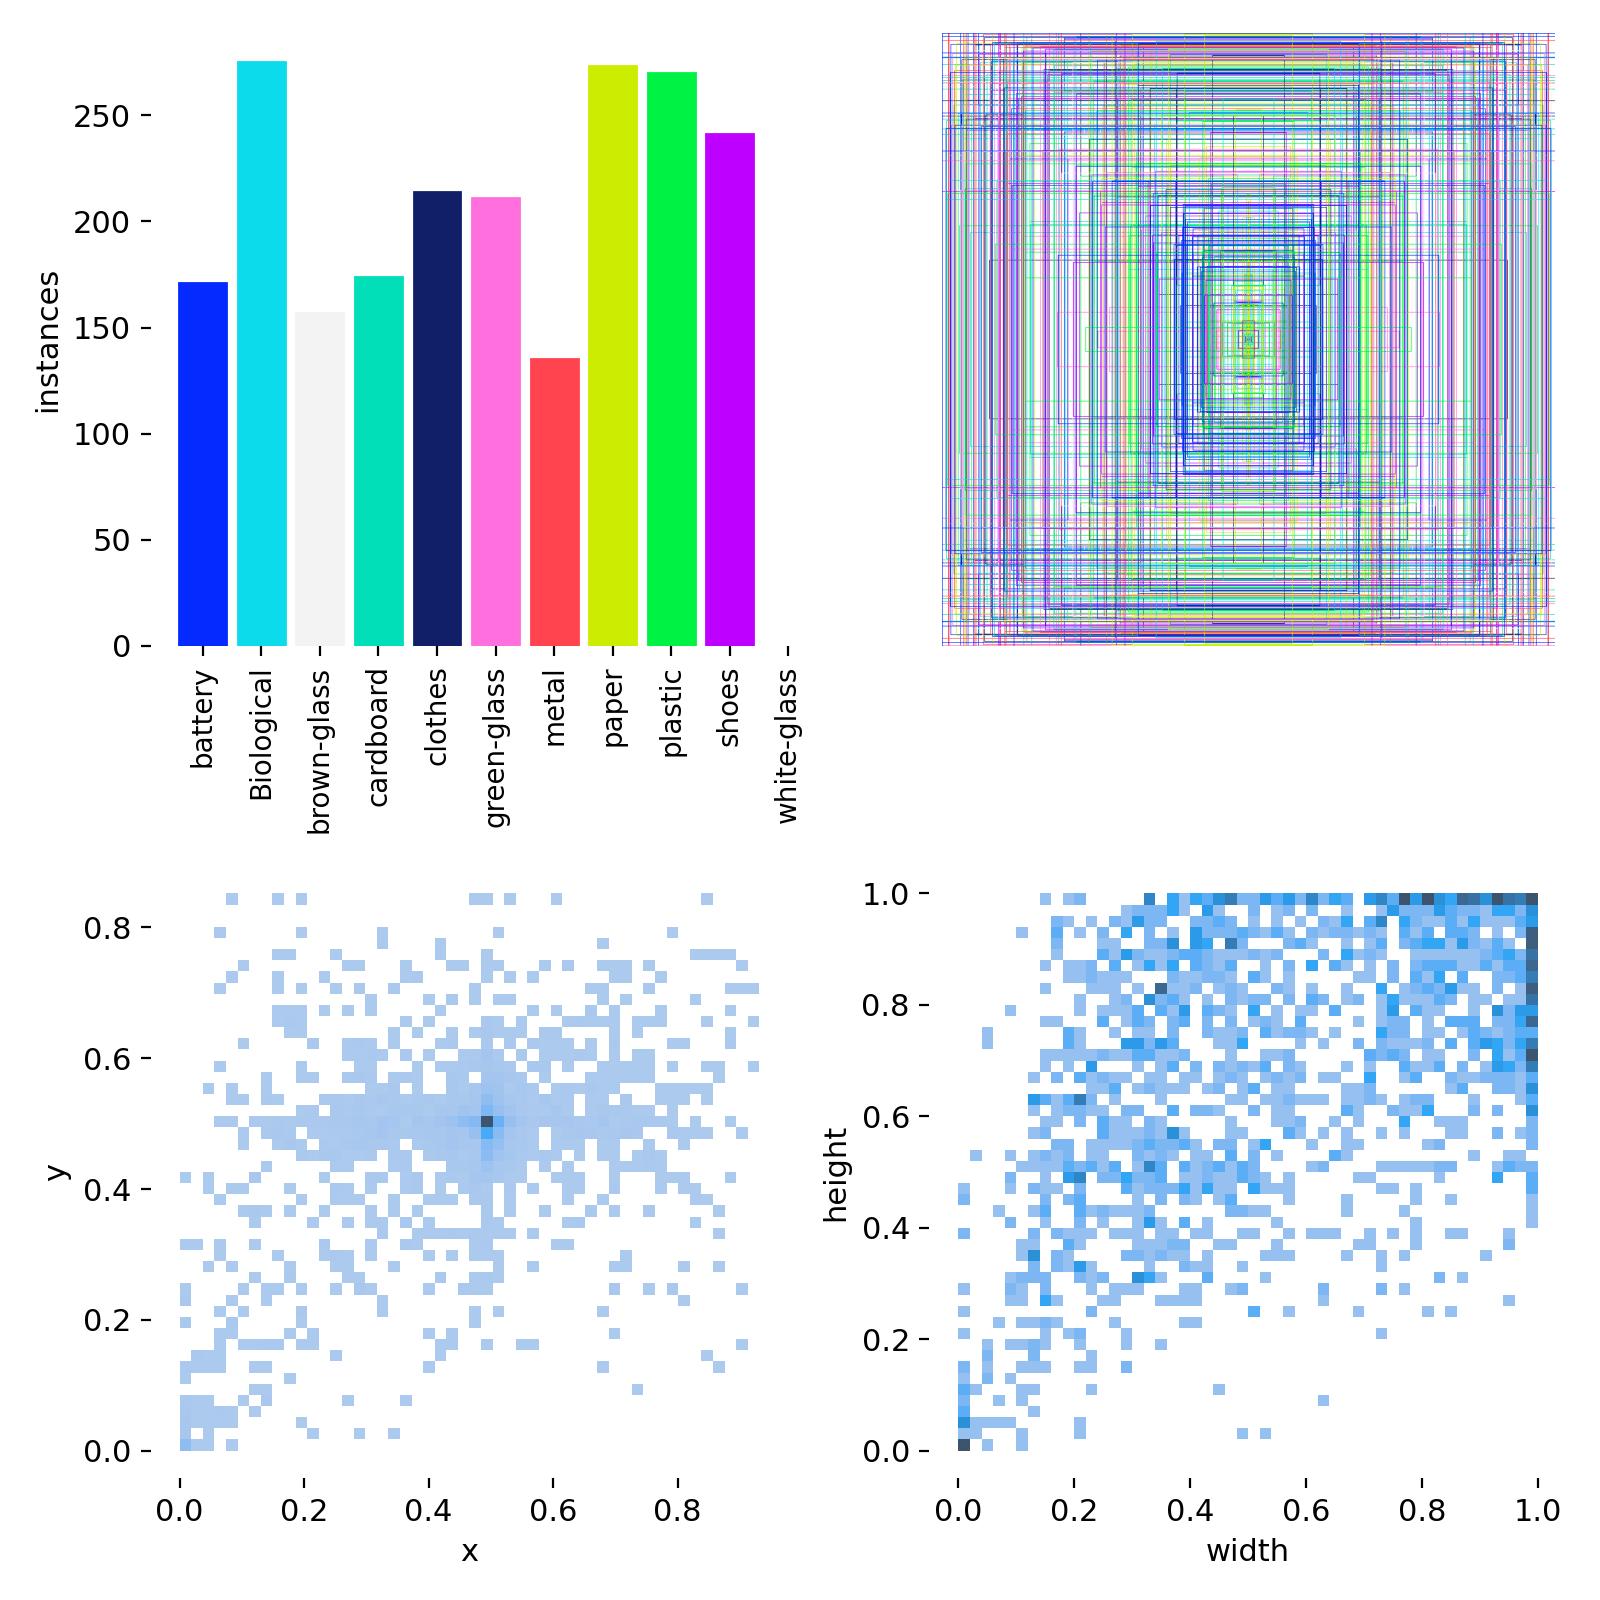 instances
250
200
150
100
50
0
battery
Biological
brown-glass
cardboard
clothes
green-glass
metal
paper
plastic
shoes
white-glass
y
0.8
0.6
0.4
0.2
0.0
0.0 0.2 0.4 0.6 0.8
x
height
1.0
0.8
0.6
0.4
0.2
0.0
0.0 0.2 0.4 0.6 0.8 1.0
width